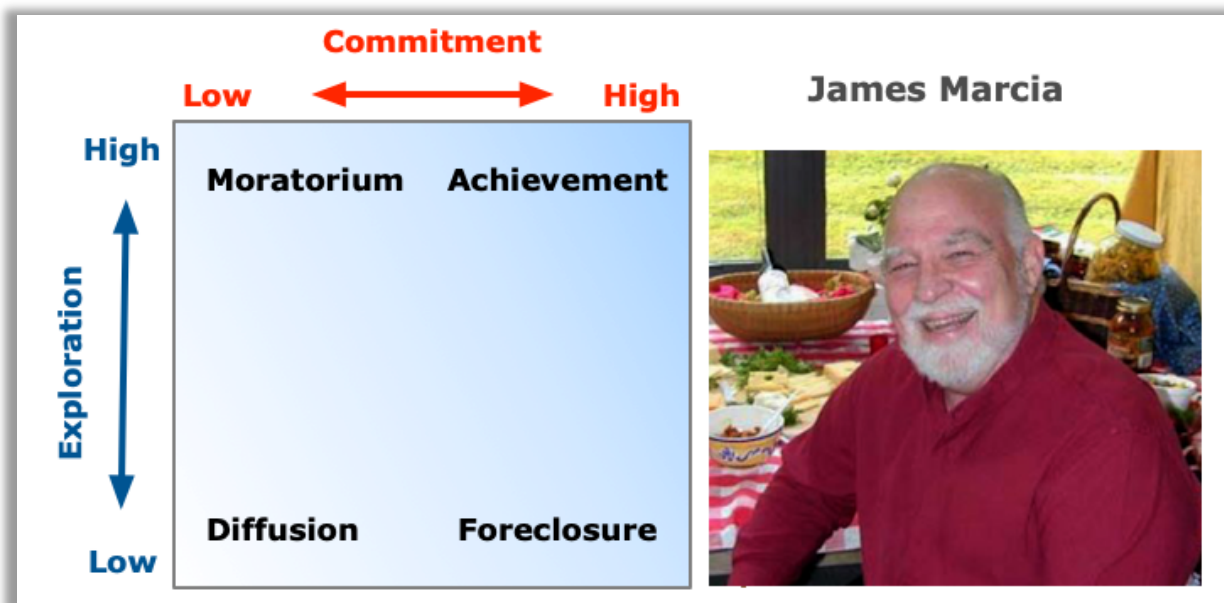 Commitment
Low High
James Marcia
High
Moratorium Achievement
Exploration
Diffusion Foreclosure
Low